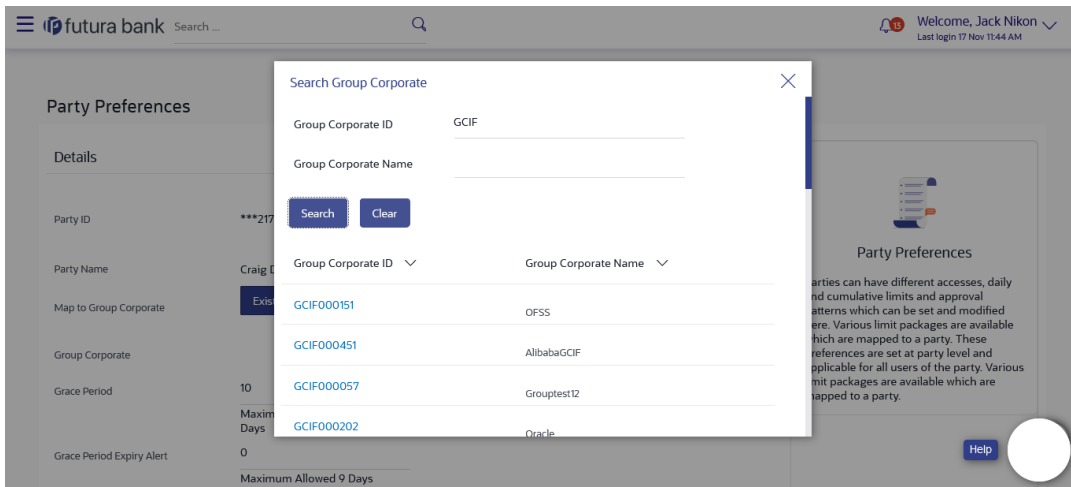 futura bank Search ...
13
Welcome, Jack Nikon
Last login 17 Nov 11:44 AM
Party Preferences
Details
Party ID
***217
Party Name
Craig
Map to Group Corporate
Group Corporate
Grace Period
10
Maxim
Days
Grace Period Expiry Alert
0
Maximum Allowed 9 Days
Search Group Corporate
Group Corporate ID
GCIF
Group Corporate Name
Search Clear
Group Corporate ID Group Corporate Name
GCIF000151 OFSS
GCIF000451 AlibabaGCIF
GCIF000057 Grouptest12
GCIF000202 Oracle
Party Preferences
arties can have different accesses, daily
nd cumulative limits and approval
atterns which can be set and modified
ere. Various limit packages are available
hich are mapped to a party. These
references are set at party level and
pplicable for all users of the party. Various
mit packages are available which are
apped to a party.
Help